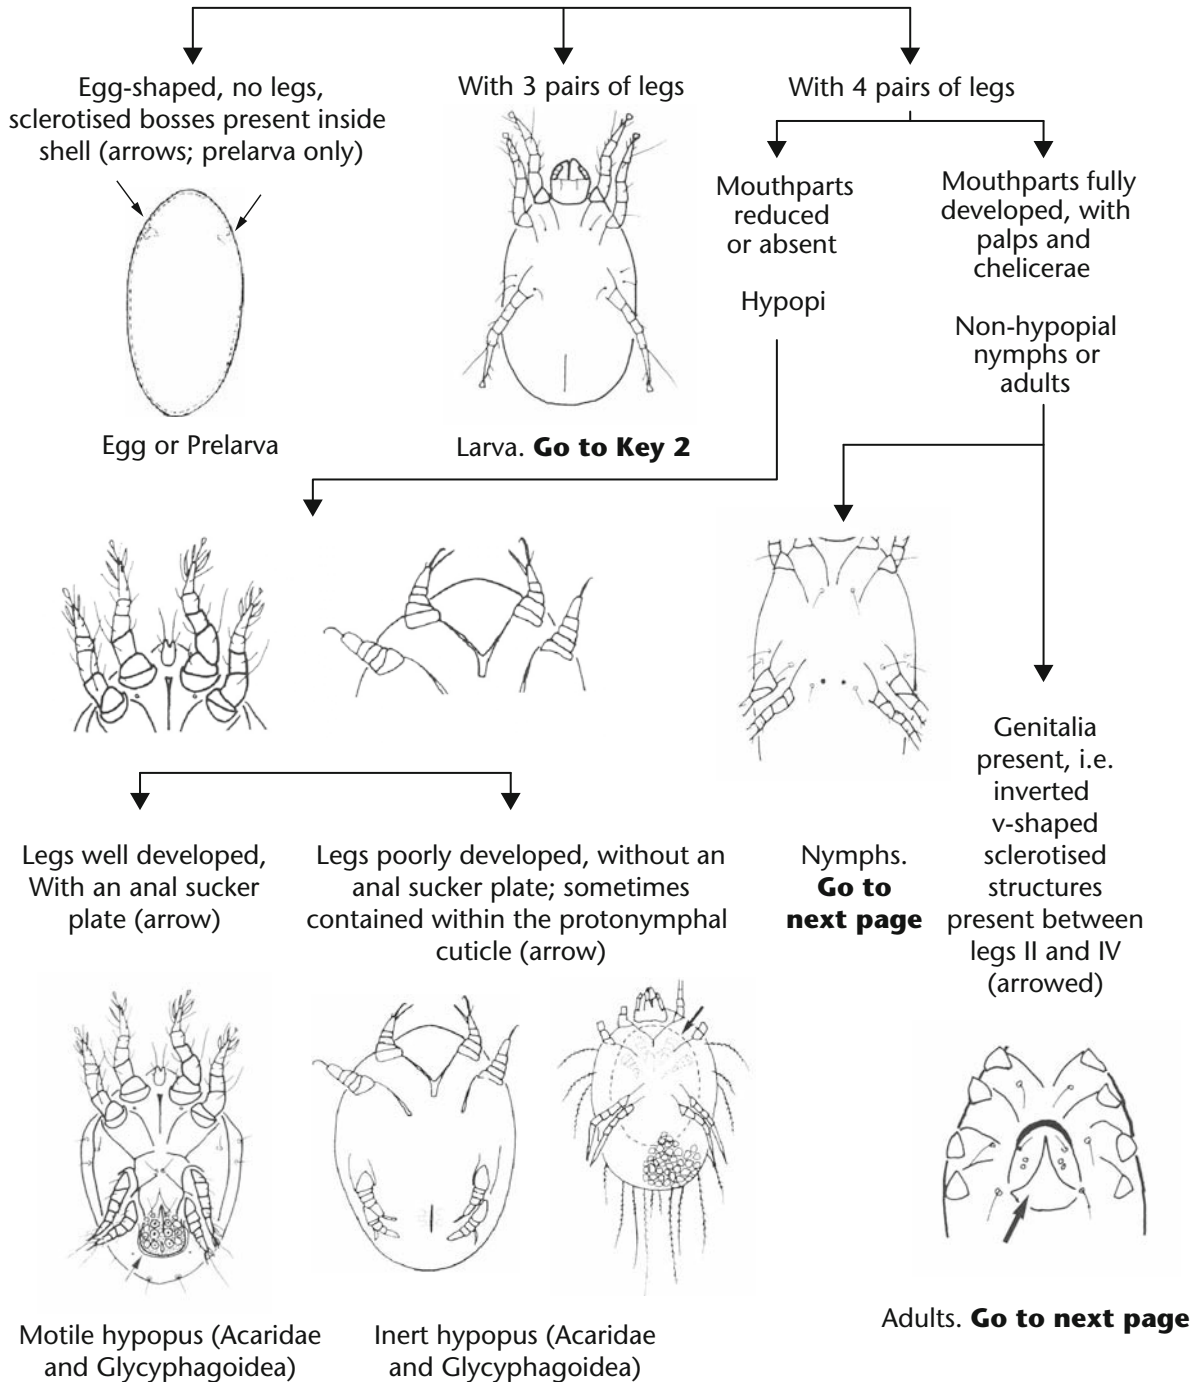 Egg-shaped, no legs,
sclerotised bosses present inside
shell (arrows; prelarva only)
Egg or Prelarva
With 3 pairs of legs
Larva. Go to Key 2
With 4 pairs of legs
Mouthparts
reduced
or absent
Hypopi
Mouthparts fully
developed, with
palps and
chelicerae
Non-hypopial
nymphs or
adults
Legs well developed,
With an anal sucker
plate (arrow)
Motile hypopus (Acaridae
and Glycyphagoidea)
Legs poorly developed, without an
anal sucker plate; sometimes
contained within the protonymphal
cuticle (arrow)
Inert hypopus (Acaridae
and Glycyphagoidea)
Nymphs.
Go to
next page
Genitalia
present, i.e.
inverted
v-shaped
sclerotised
structures
present between
legs II and IV
(arrowed)
Adults. Go to next page